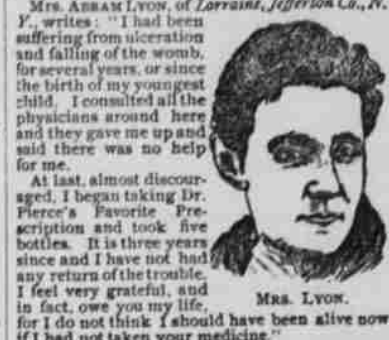 MRS. ABRAM LYON, of Lorraine, Jefferson Co., N.
Y., writes: "I had been
suffering from ulceration
and falling of the womb,
for several years, or since
the birth of my youngest
child. I consulted all the
physicians around here
and they gave me up and
said there was no help
for me.
At last, almost discour-
aged, I began taking Dr.
Pierce's Favorite Pre-
scription and took five
bottles. It is three years
since and I have not had
any return of the trouble.
I feel very grateful, and
in fact, owe you my life,
for I do not think I should have been alive now
if I had not taken your medicine."
MRS. LYON.